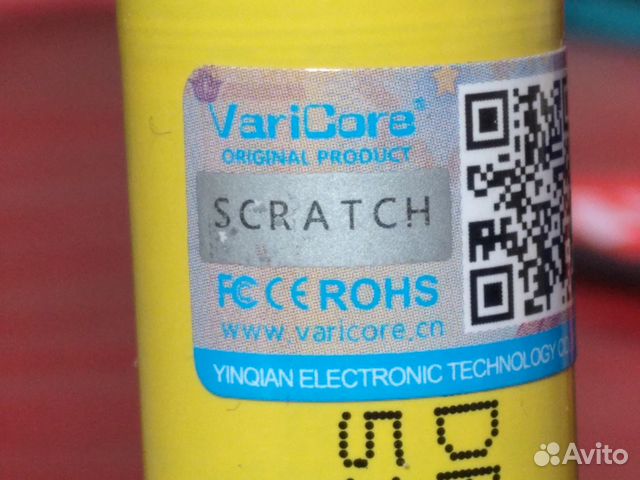 VariCore®
ORIGINAL PRODUCT
SCRATCH
FC CE ROHS
www.varicore.cn
YINQIAN ELECTRONIC TECHNOLOGY
Avito